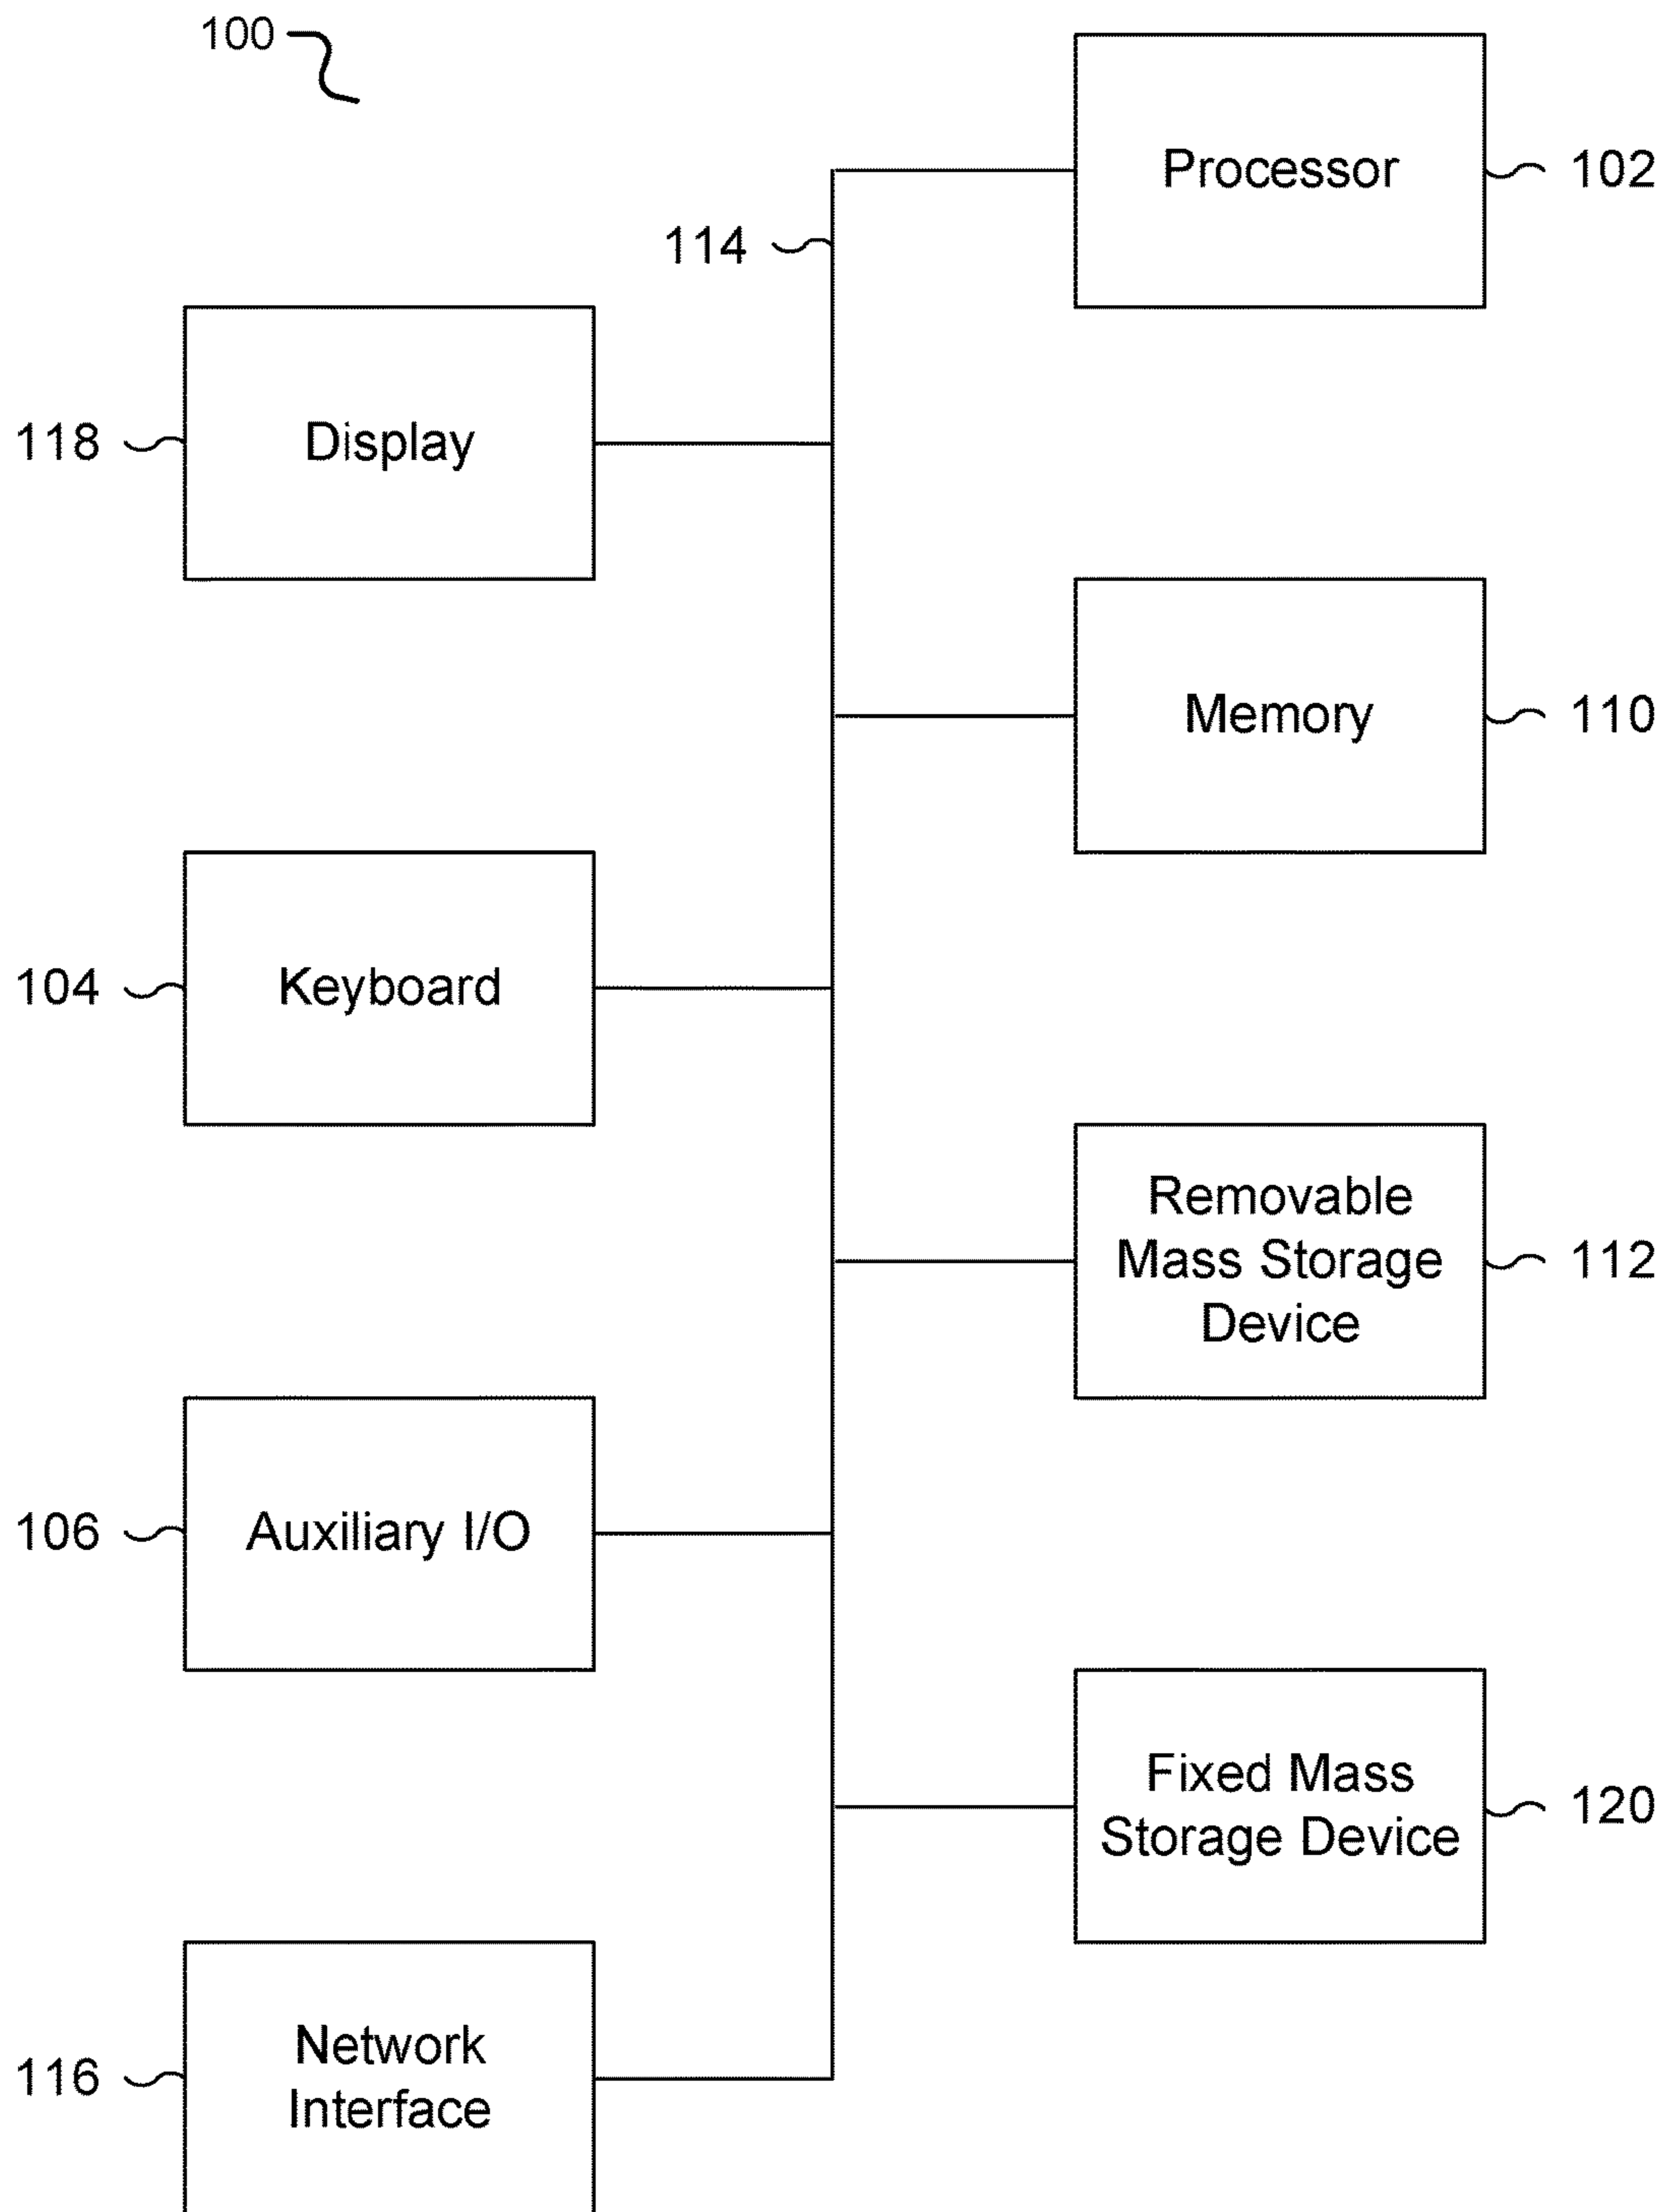 100
Processor
102
114
118
Display
Memory
110
104
Keyboard
Removable
Mass Storage
Device
112
106
Auxiliary I/O
Fixed Mass
Storage Device
120
116
Network
Interface